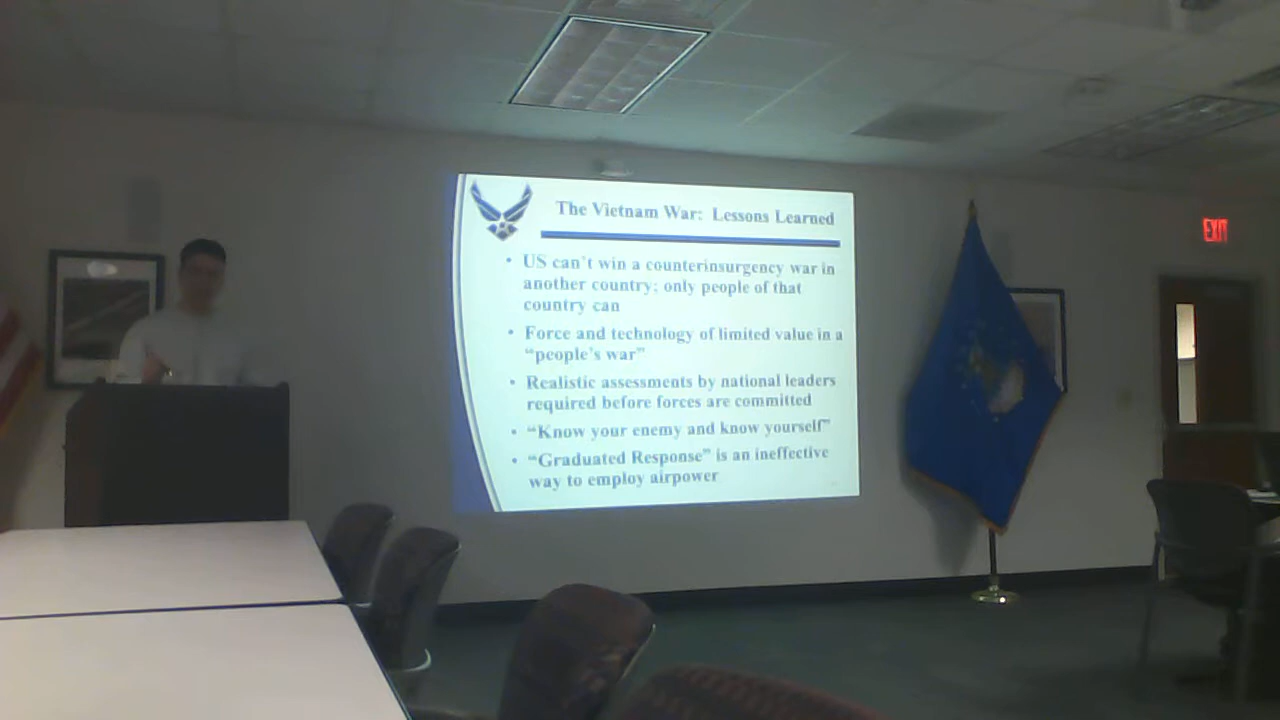 The Vietnam War: Lessons Learned
• US can't win a counterinsurgency war in
another country; only people of that
country can
• Force and technology of limited value in a
“people's war”
• Realistic assessments by national leaders
required before forces are committed
• “Know your enemy and know yourself”
• “Graduated Response” is an ineffective
way to employ airpower
EXIT